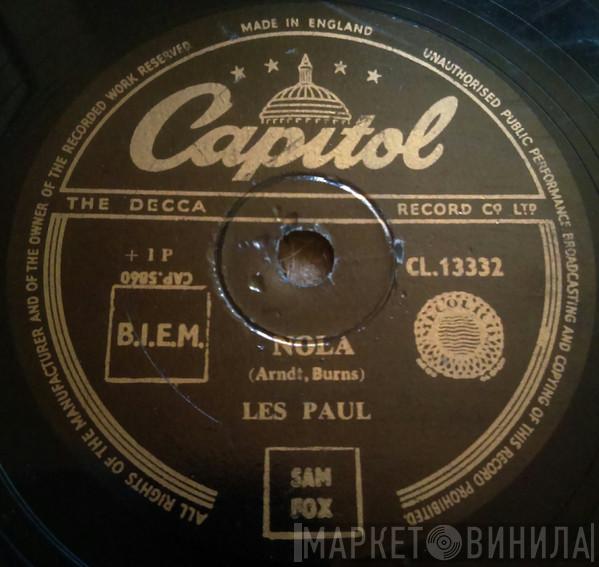 MADE IN ENGLAND
ALL RIGHTS OF THE MANUFACTURER AND OF THE OWNER OF THE RECORDED WORK RESERVED
UNAUTHORISED PUBLIC PERFORMANCE BROADCASTING AND COPYING OF THIS RECORD PROHIBITED.
Capitol
THE DECCA RECORD CO LTD
+ 1 P
CAP.5860
CL.13332
B.I.E.M.
NOLA
(Arndt, Burns)
LES PAUL
SAM
FOX
МАРКЕТ ВИНИЛА